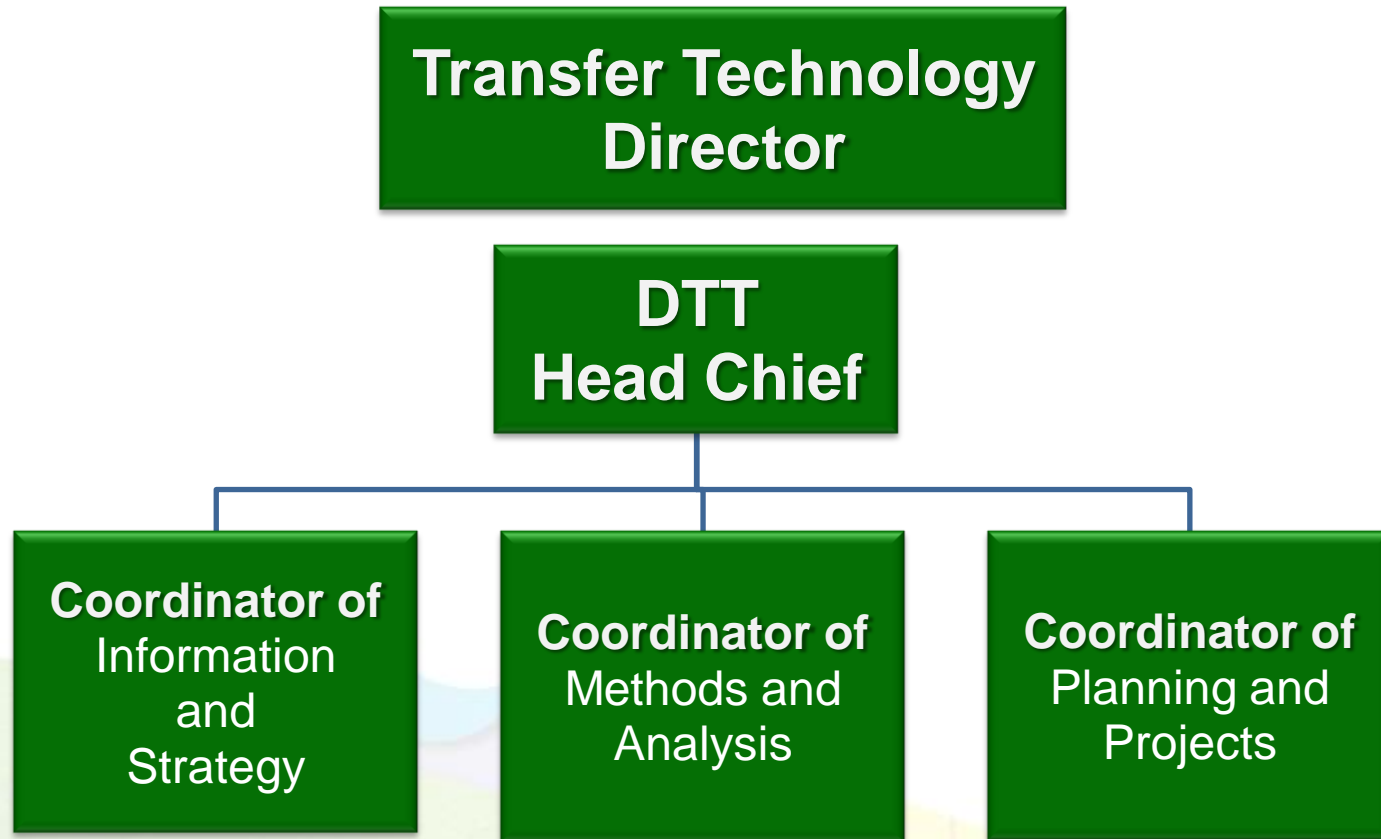 Transfer Technology
Director
DTT
Head Chief
Coordinator of
Information
and
Strategy
Coordinator of
Methods and
Analysis
Coordinator of
Planning and
Projects